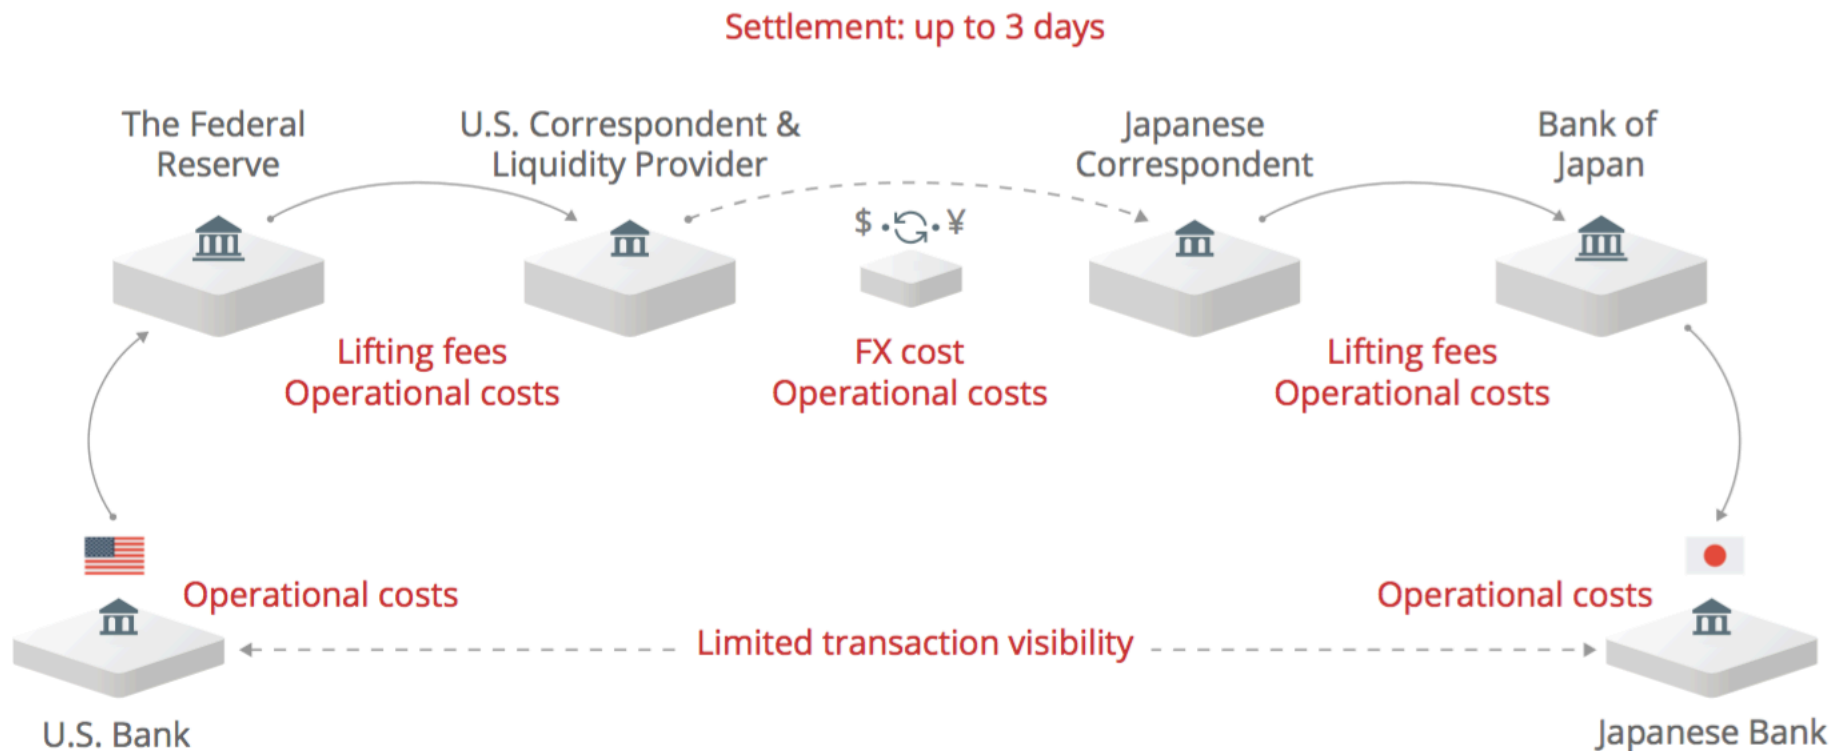 Settlement: up to 3 days
The Federal
Reserve
U.S. Correspondent &
Liquidity Provider
Japanese
Correspondent
Bank of
Japan
$ ¥
Lifting fees
Operational costs
FX cost
Operational costs
Lifting fees
Operational costs
Operational costs
Operational costs
Limited transaction visibility
U.S. Bank
Japanese Bank